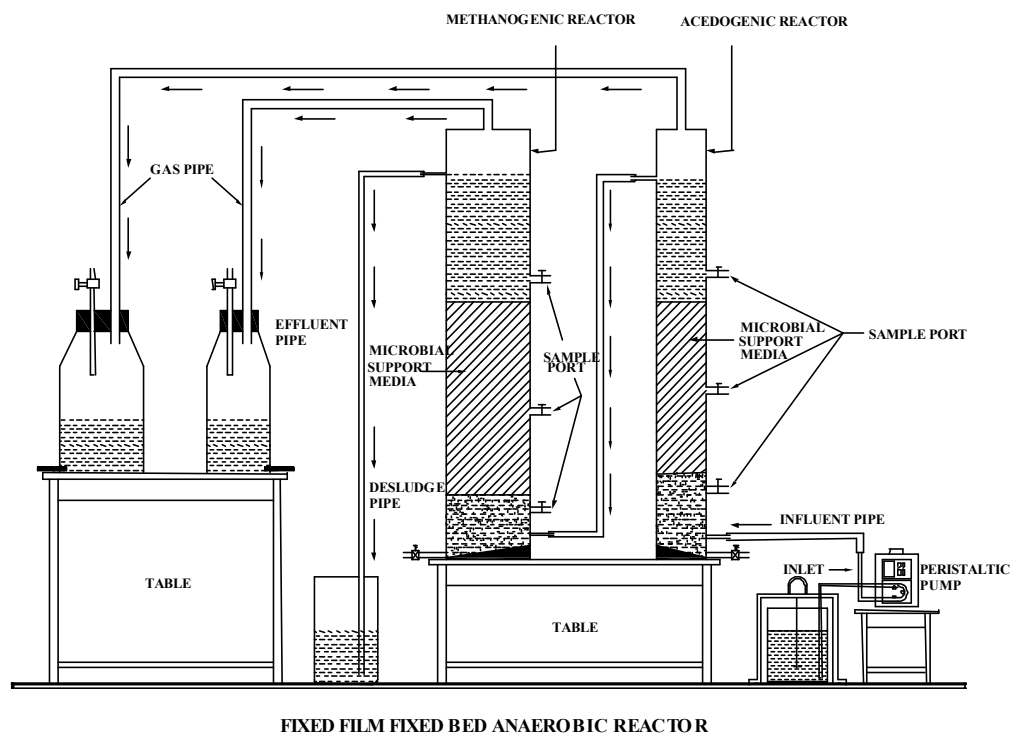 METHANOGENIC REACTOR
ACEDOGENIC REACTOR
GAS PIPE
EFFLUENT
PIPE
MICROBIAL
SUPPORT
MEDIA
SAMPLE
PORT
MICROBIAL
SUPPORT
MEDIA
SAMPLE PORT
DESLUDGE
PIPE
INFLUENT PIPE
INLET
PERISTALTIC
PUMP
TABLE
TABLE
FIXED FILM FIXED BED ANAEROBIC REACTOR